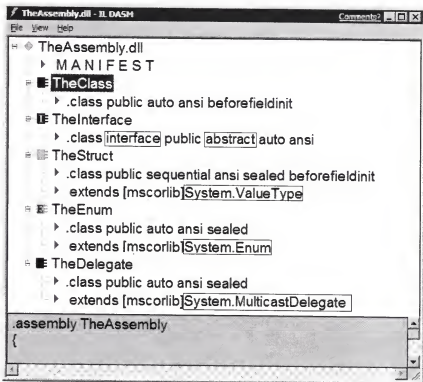 TheAssembly.dll - IL DASM Comments?
File View Help
TheAssembly.dll
MANIFEST
TheClass
.class public auto ansi beforefieldinit
TheInterface
.class interface public abstract auto ansi
TheStruct
.class public sequential ansi sealed beforefieldinit
extends [mscorlib]System.ValueType
TheEnum
.class public auto ansi sealed
extends [mscorlib]System.Enum
TheDelegate
.class public auto ansi sealed
extends [mscorlib]System.MulticastDelegate
.assembly TheAssembly
{